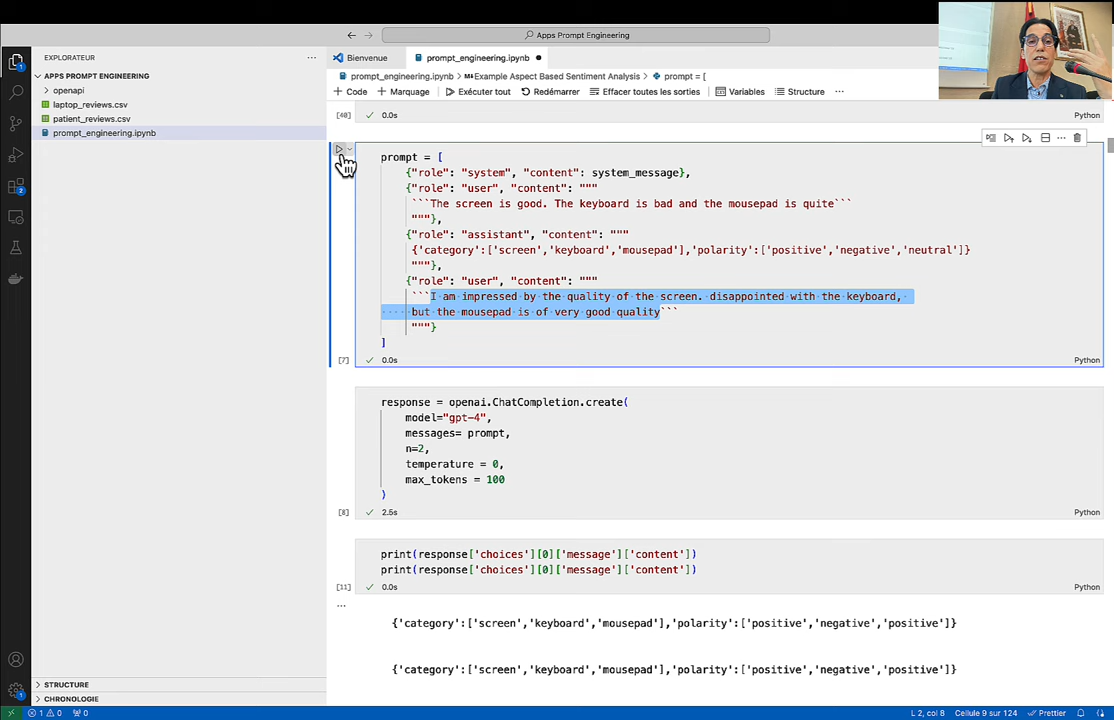 Apps Prompt Engineering
EXPLORATEUR
APPS PROMPT ENGINEERING
openapi
laptop_reviews.csv
patient_reviews.csv
prompt_engineering.ipynb
STRUCTURE
CHRONOLOGIE
Bienvenue
prompt_engineering.ipynb
prompt_engineering.ipynb > Example Aspect Based Sentiment Analysis > prompt = [
+ Code + Marquage Exécuter tout Redémarrer Effacer toutes les sorties Variables Structure ...
[40] 0.0s Python
prompt = [
{"role": "system", "content": system_message},
{"role": "user", "content": """
```The screen is good. The keyboard is bad and the mousepad is quite```
"""},
{"role": "assistant", "content": """
{'category':['screen','keyboard','mousepad'],'polarity':['positive','negative','neutral']}
"""},
{"role": "user", "content": """
```I am impressed by the quality of the screen. disappointed with the keyboard,
but the mousepad is of very good quality```
"""}
]
[7] 0.0s Python
response = openai.ChatCompletion.create(
model="gpt-4",
messages= prompt,
n=2,
temperature = 0,
max_tokens = 100
)
[8] 2.5s Python
print(response['choices'][0]['message']['content'])
print(response['choices'][0]['message']['content'])
[11] 0.0s Python
...
{'category':['screen','keyboard','mousepad'],'polarity':['positive','negative','positive']}
{'category':['screen','keyboard','mousepad'],'polarity':['positive','negative','positive']}
1 0 0 L 2, col 8 Cellule 9 sur 124 Prettier